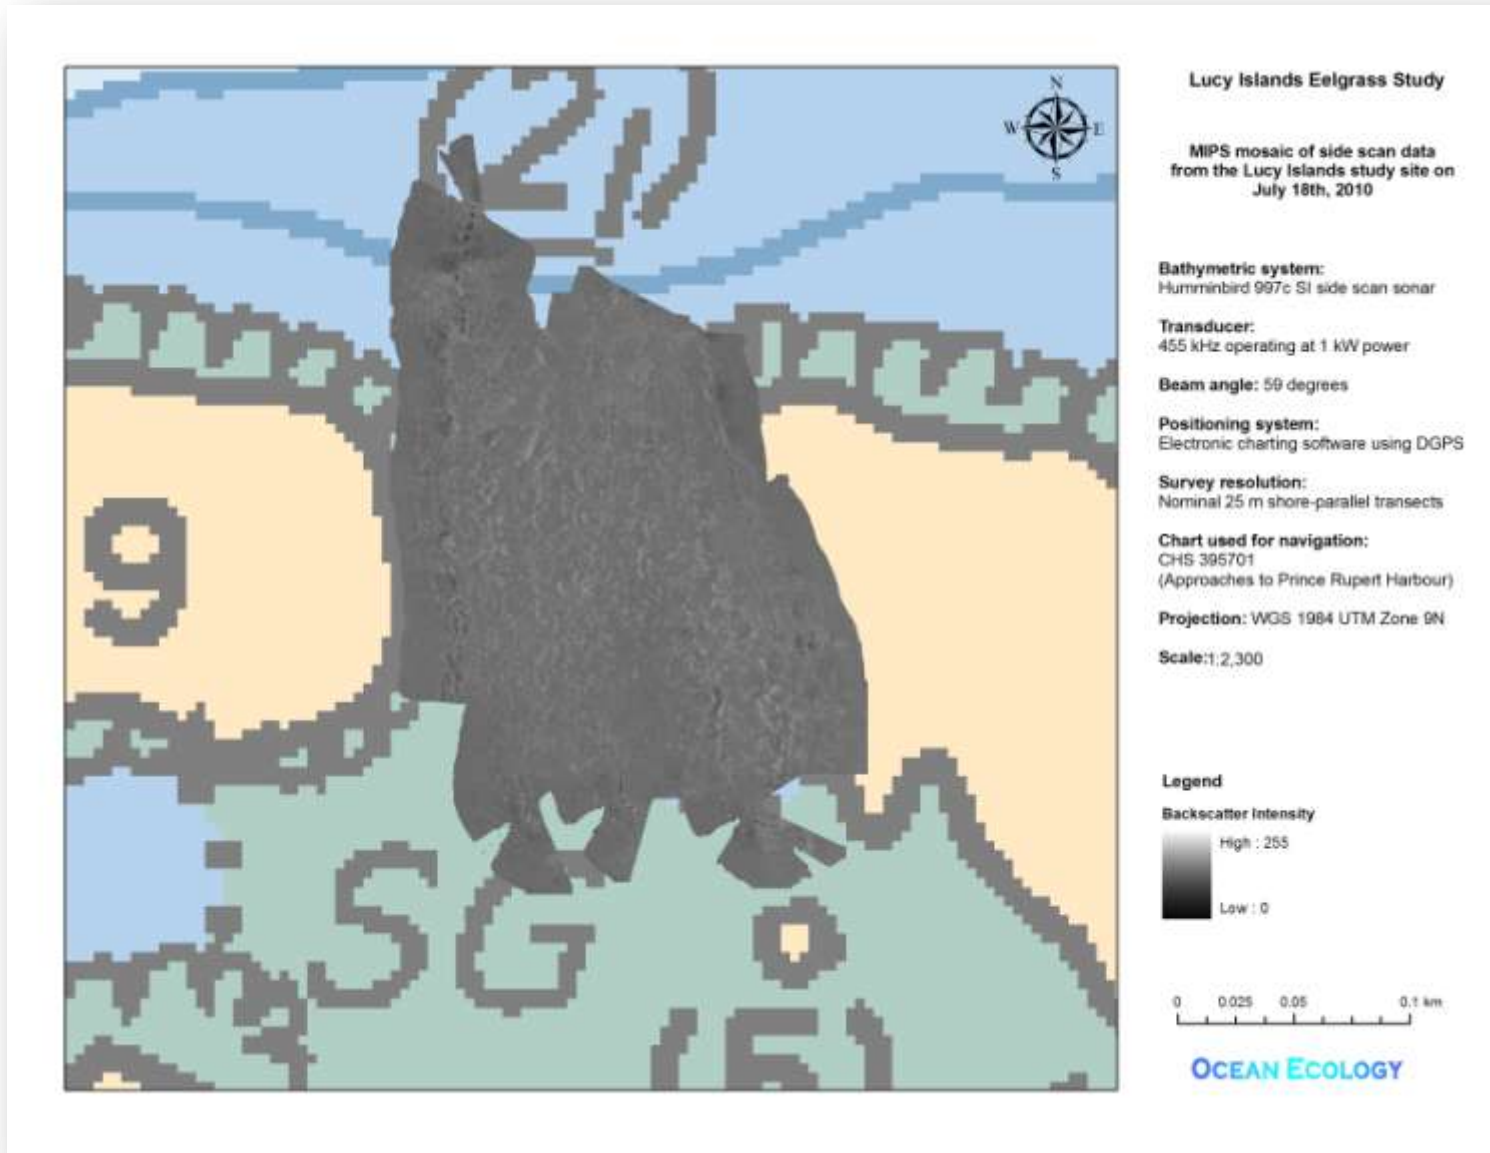 2
9
SG
3
(5)
N
W E
S
Lucy Islands Eelgrass Study
MIPS mosaic of side scan data
from the Lucy Islands study site on
July 18th, 2010
Bathymetric system:
Humminbird 997c SI side scan sonar
Transducer:
455 kHz operating at 1 kW power
Beam angle: 59 degrees
Positioning system:
Electronic charting software using DGPS
Survey resolution:
Nominal 25 m shore-parallel transects
Chart used for navigation:
CHS 395701
(Approaches to Prince Rupert Harbour)
Projection: WGS 1984 UTM Zone 9N
Scale:1:2,300
Legend
Backscatter Intensity
High : 255
Low : 0
0 0.025 0.05 0.1 km
OCEAN ECOLOGY